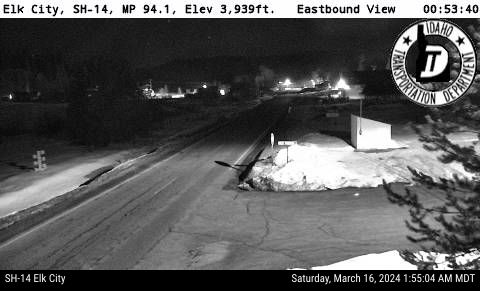 Elk City, SH-14, MP 94.1, Elev 3,939ft. Eastbound View 00:53:40
★ IDAHO ★
TRANSPORTATION DEPARTMENT
SH-14 Elk City Saturday, March 16, 2024 1:55:04 AM MDT